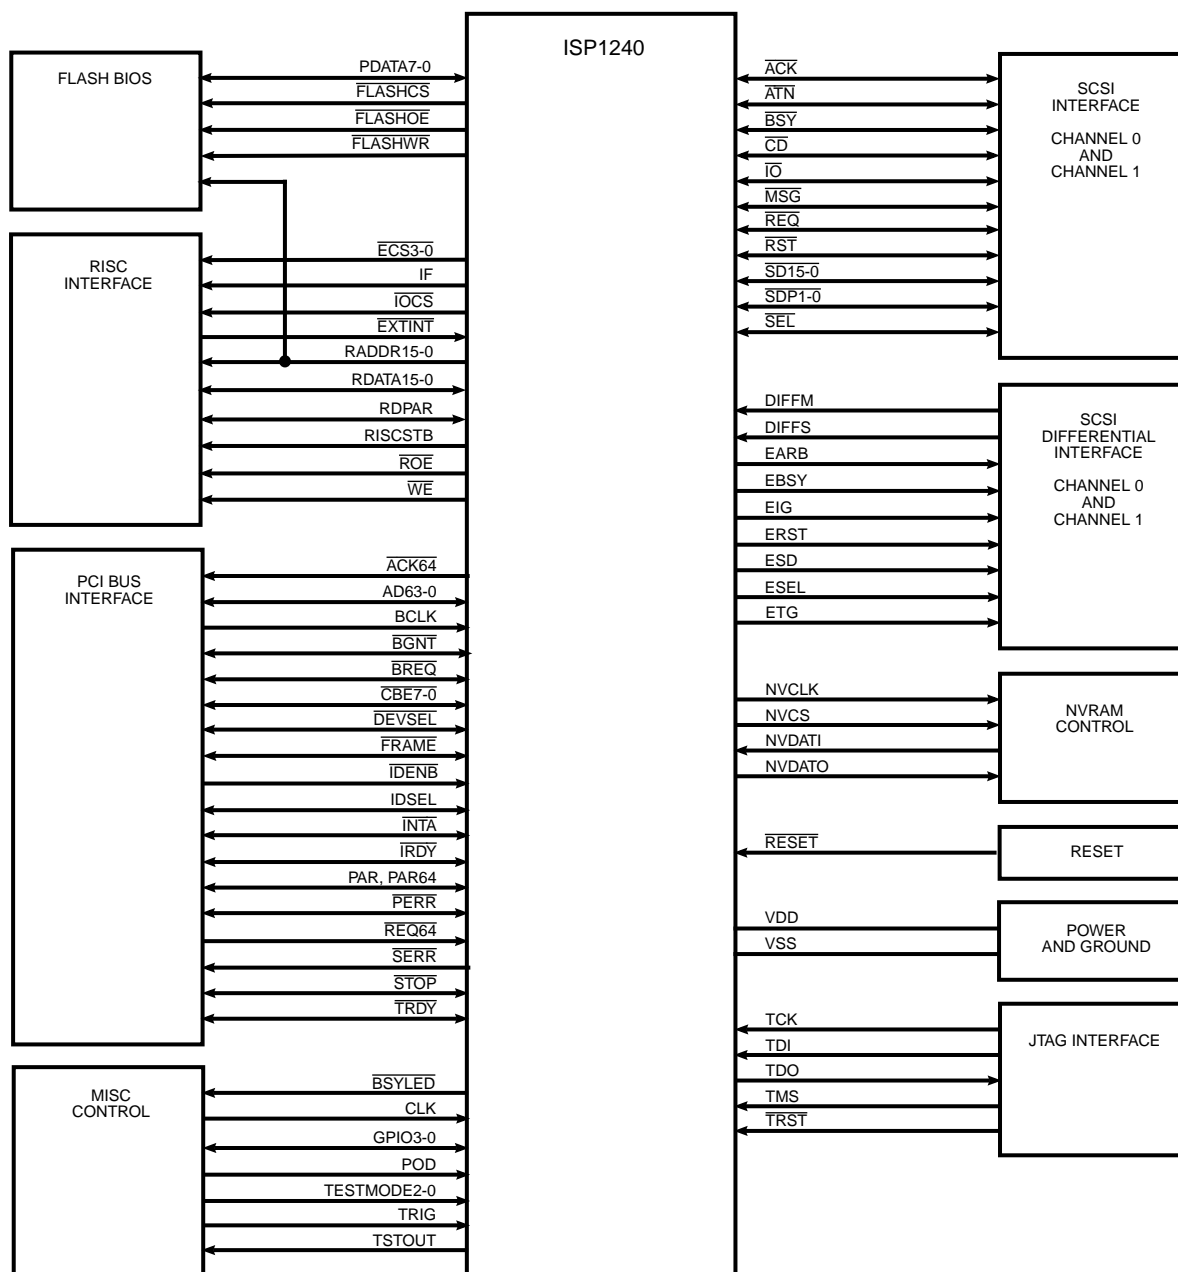 ISP1240
FLASH BIOS
PDATA7-0
FLASHCS
FLASHOE
FLASHWR
RISC
INTERFACE
ECS3-0
IF
IOCS
EXTINT
RADDR15-0
RDATA15-0
RDPAR
RISCSTB
ROE
WE
PCI BUS
INTERFACE
ACK64
AD63-0
BCLK
BGNT
BREQ
CBE7-0
DEVSEL
FRAME
IDENB
IDSEL
INTA
IRDY
PAR, PAR64
PERR
REQ64
SERR
STOP
TRDY
MISC
CONTROL
BSYLED
CLK
GPIO3-0
POD
TESTMODE2-0
TRIG
TSTOUT
ACK
ATN
BSY
CD
IO
MSG
REQ
RST
SD15-0
SDP1-0
SEL
SCSI
INTERFACE
CHANNEL 0
AND
CHANNEL 1
DIFFM
DIFFS
EARB
EBSY
EIG
ERST
ESD
ESEL
ETG
SCSI
DIFFERENTIAL
INTERFACE
CHANNEL 0
AND
CHANNEL 1
NVCLK
NVCS
NVDATI
NVDATO
NVRAM
CONTROL
RESET
RESET
VDD
VSS
POWER
AND GROUND
TCK
TDI
TDO
TMS
TRST
JTAG INTERFACE